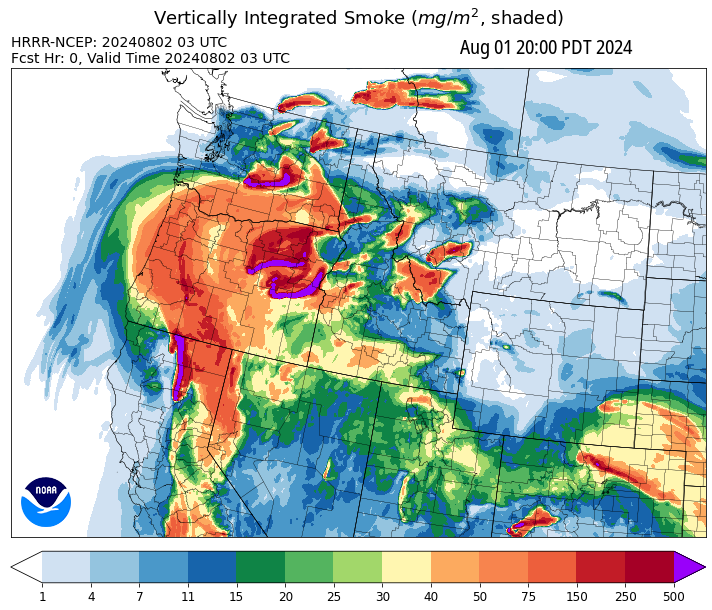 Vertically Integrated Smoke (mg/m², shaded)
HRRR-NCEP: 20240802 03 UTC
Fcst Hr: 0, Valid Time 20240802 03 UTC
Aug 01 20:00 PDT 2024
NOAA
1 4 7 11 15 20 25 30 40 50 75 150 250 500